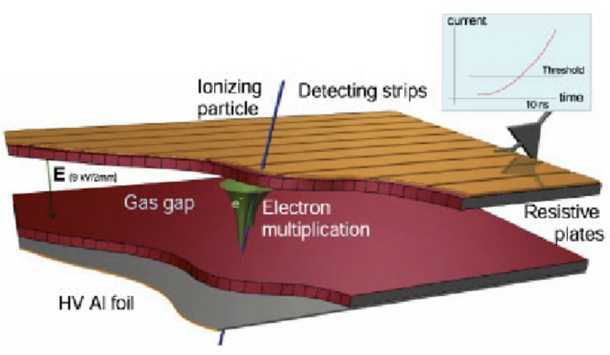 current
Threshold
10 ns
time
Ionizing
particle
Detecting strips
E (9 kV/2mm)
Gas gap
e
Electron
multiplication
Resistive
plates
HV Al foil